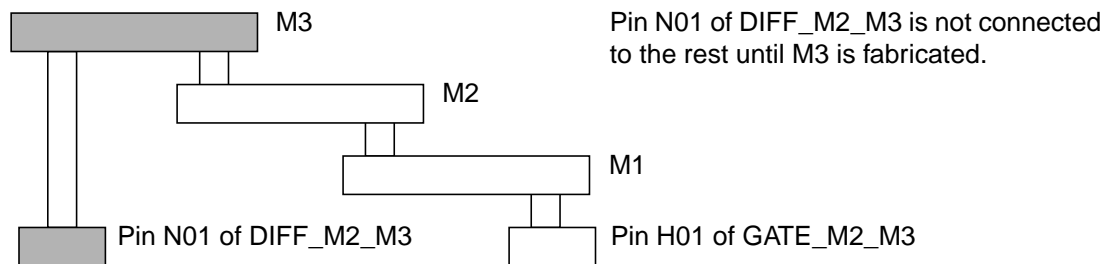 M3
Pin N01 of DIFF_M2_M3 is not connected
to the rest until M3 is fabricated.
M2
M1
Pin N01 of DIFF_M2_M3
Pin H01 of GATE_M2_M3